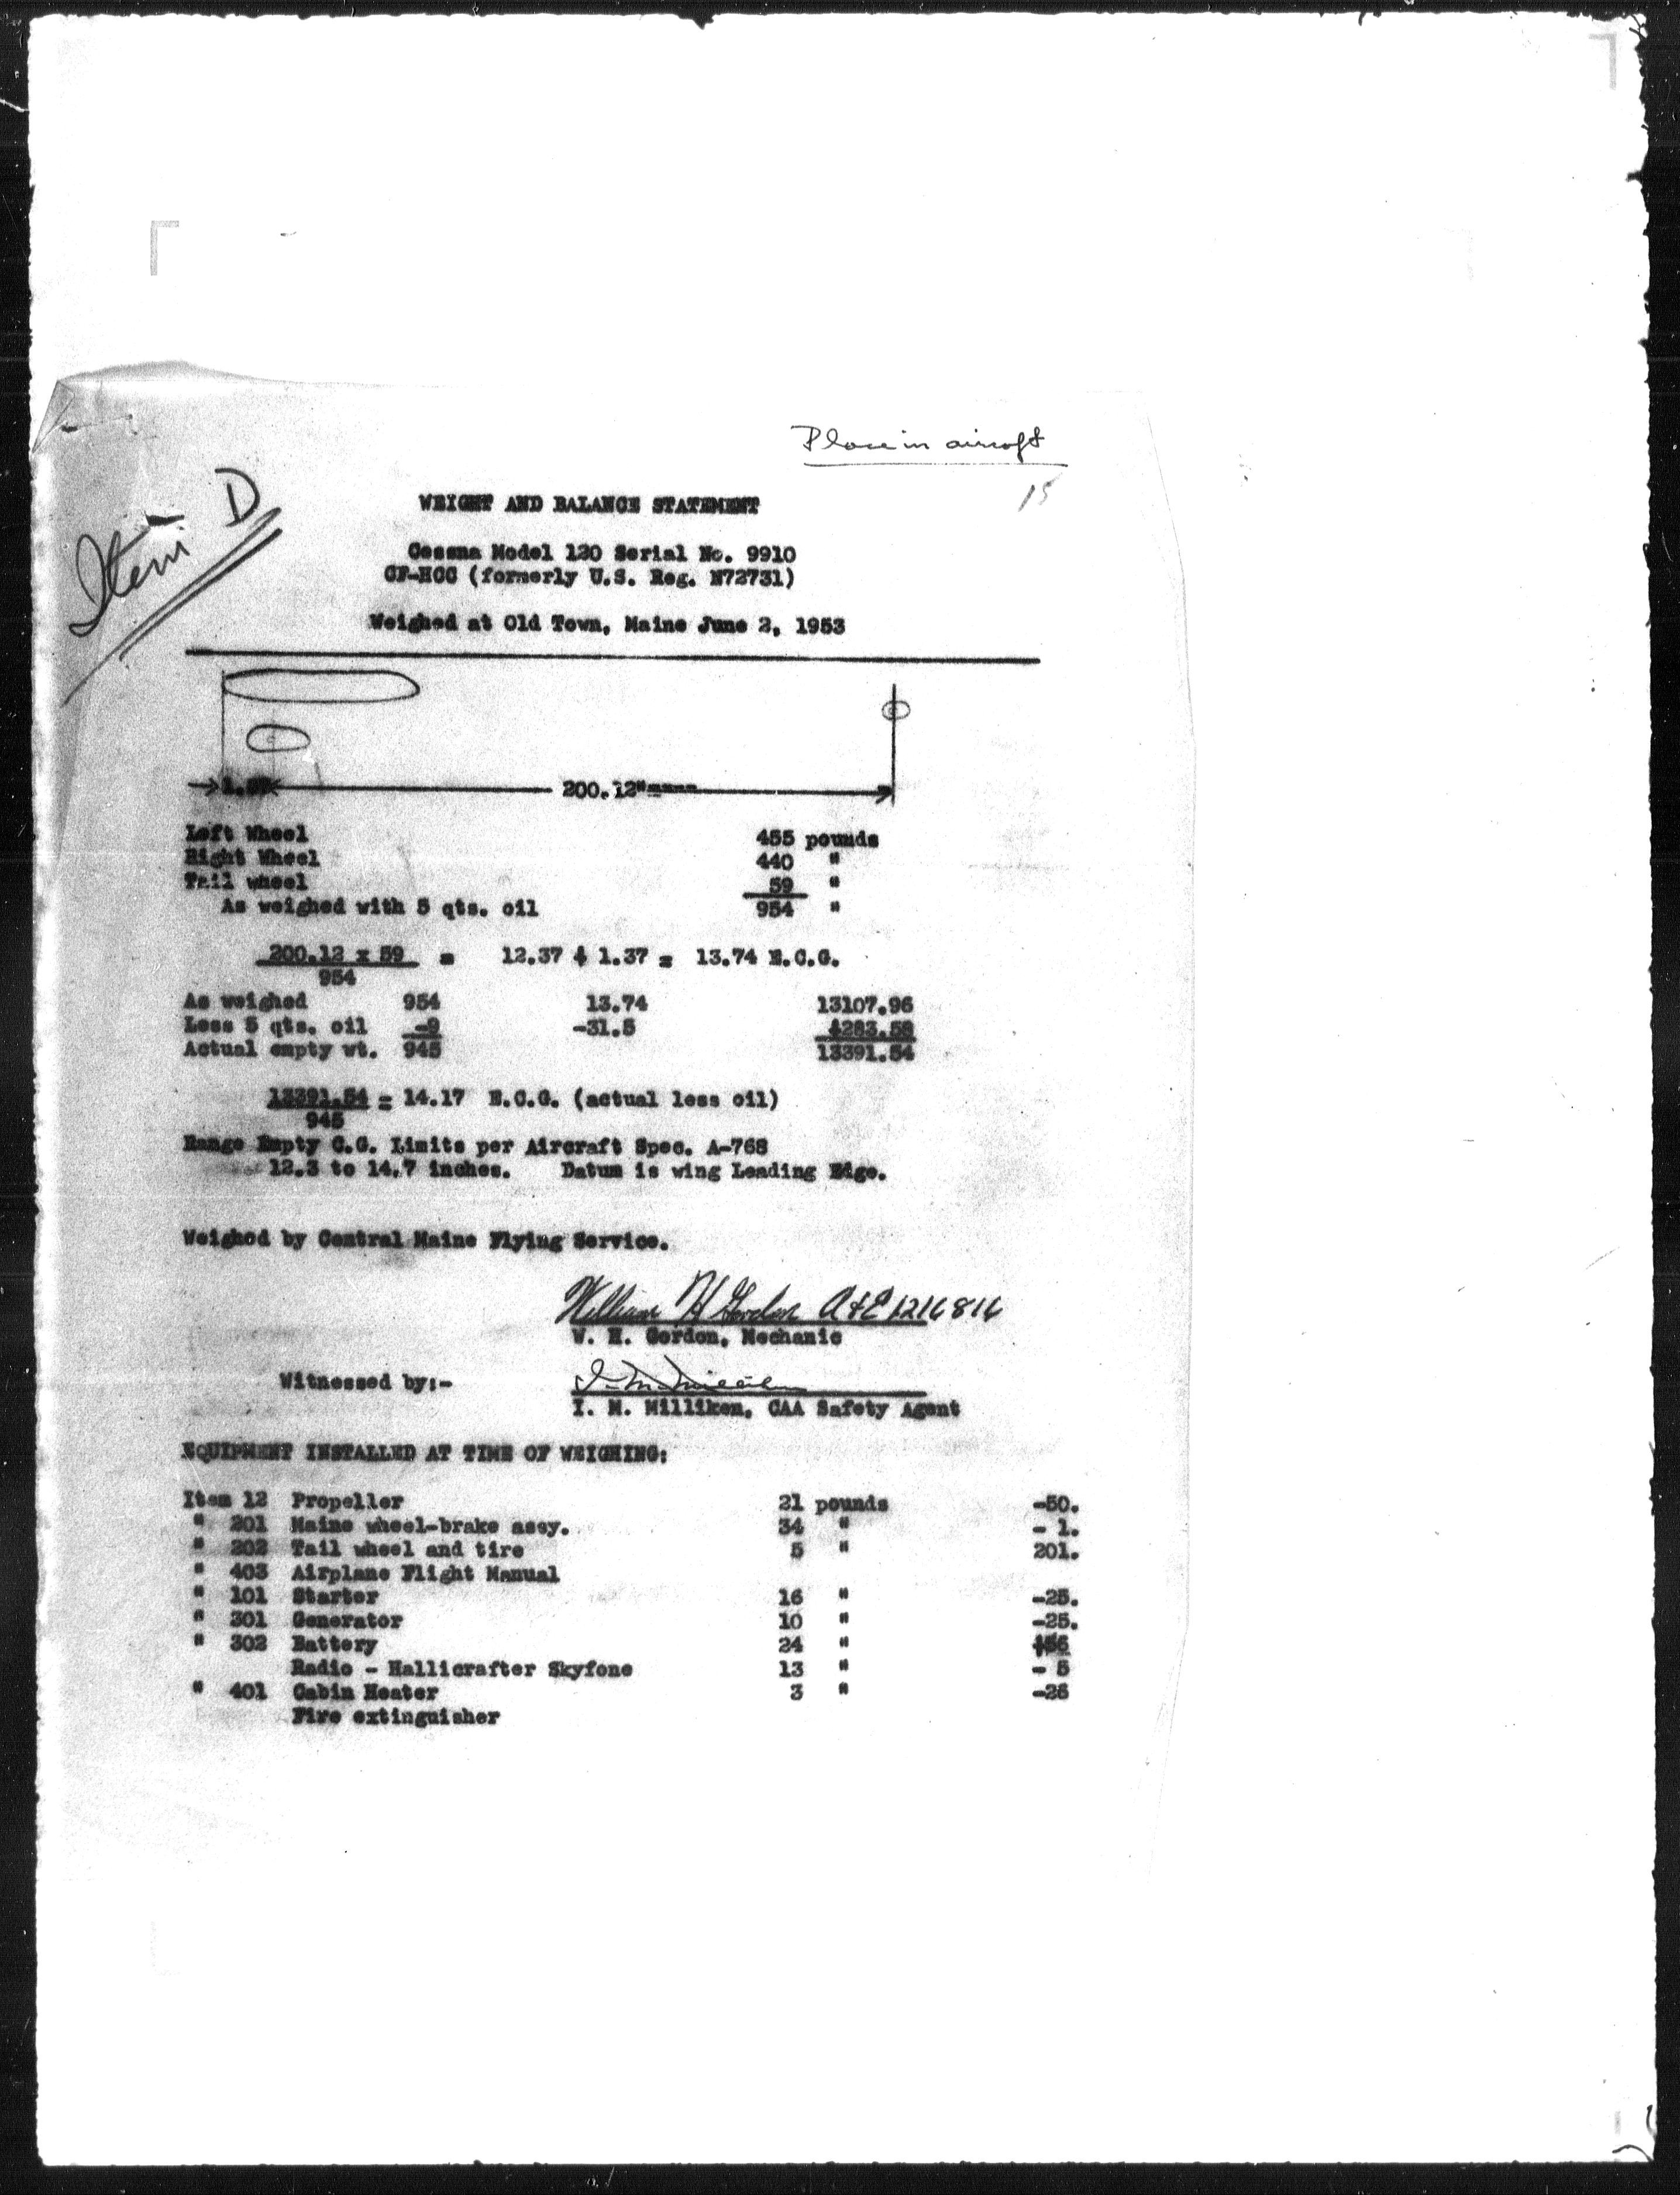 Place in aircraft
15
Item D
WEIGHT AND BALANCE STATEMENT
Cessna Model 120 Serial No. 9910
CF-HCC (formerly U.S. Reg. N72731)
Weighed at Old Town, Maine June 2, 1953
200.12"
Left Wheel 455 pounds
Right Wheel 440 "
Tail wheel 59 "
As weighed with 5 qts. oil 954 "
200.12 x 59 = 12.37 + 1.37 = 13.74 E.C.G.
954
As weighed 954 13.74 13107.96
Less 5 qts. oil -9 -31.5 +283.58
Actual empty wt. 945 13391.54
13391.54 = 14.17 E.C.G. (actual less oil)
945
Range Empty C.G. Limits per Aircraft Spec. A-768
12.3 to 14.7 inches. Datum is wing Leading Edge.
Weighed by Central Maine Flying Service.
William H Gordon A&E 1216816
W. H. Gordon, Mechanic
Witnessed by:-
I. M. Milliken
I. M. Milliken, CAA Safety Agent
EQUIPMENT INSTALLED AT TIME OF WEIGHING:
Item 12 Propeller 21 pounds -50.
" 201 Maine wheel-brake assy. 34 " - 1.
" 202 Tail wheel and tire 5 " 201.
" 403 Airplane Flight Manual
" 101 Starter 16 " -25.
" 301 Generator 10 " -25.
" 302 Battery 24 "
Radio - Hallicrafter Skyfone 13 " - 5
" 401 Cabin Heater 3 " -26
Fire extinguisher